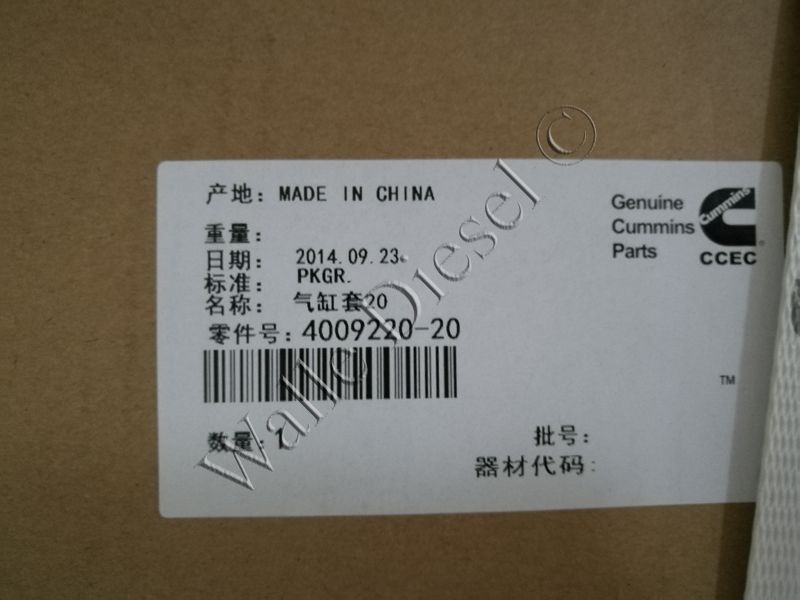 产地: MADE IN CHINA
重量:
日期: 2014.09.23
标准: PKGR.
名称: 气缸套20
零件号: 4009220-20
数量: 1
批号:
器材代码:
Genuine
Cummins
Parts
Cummins
®
CCEC
TM
Walle Diesel ©